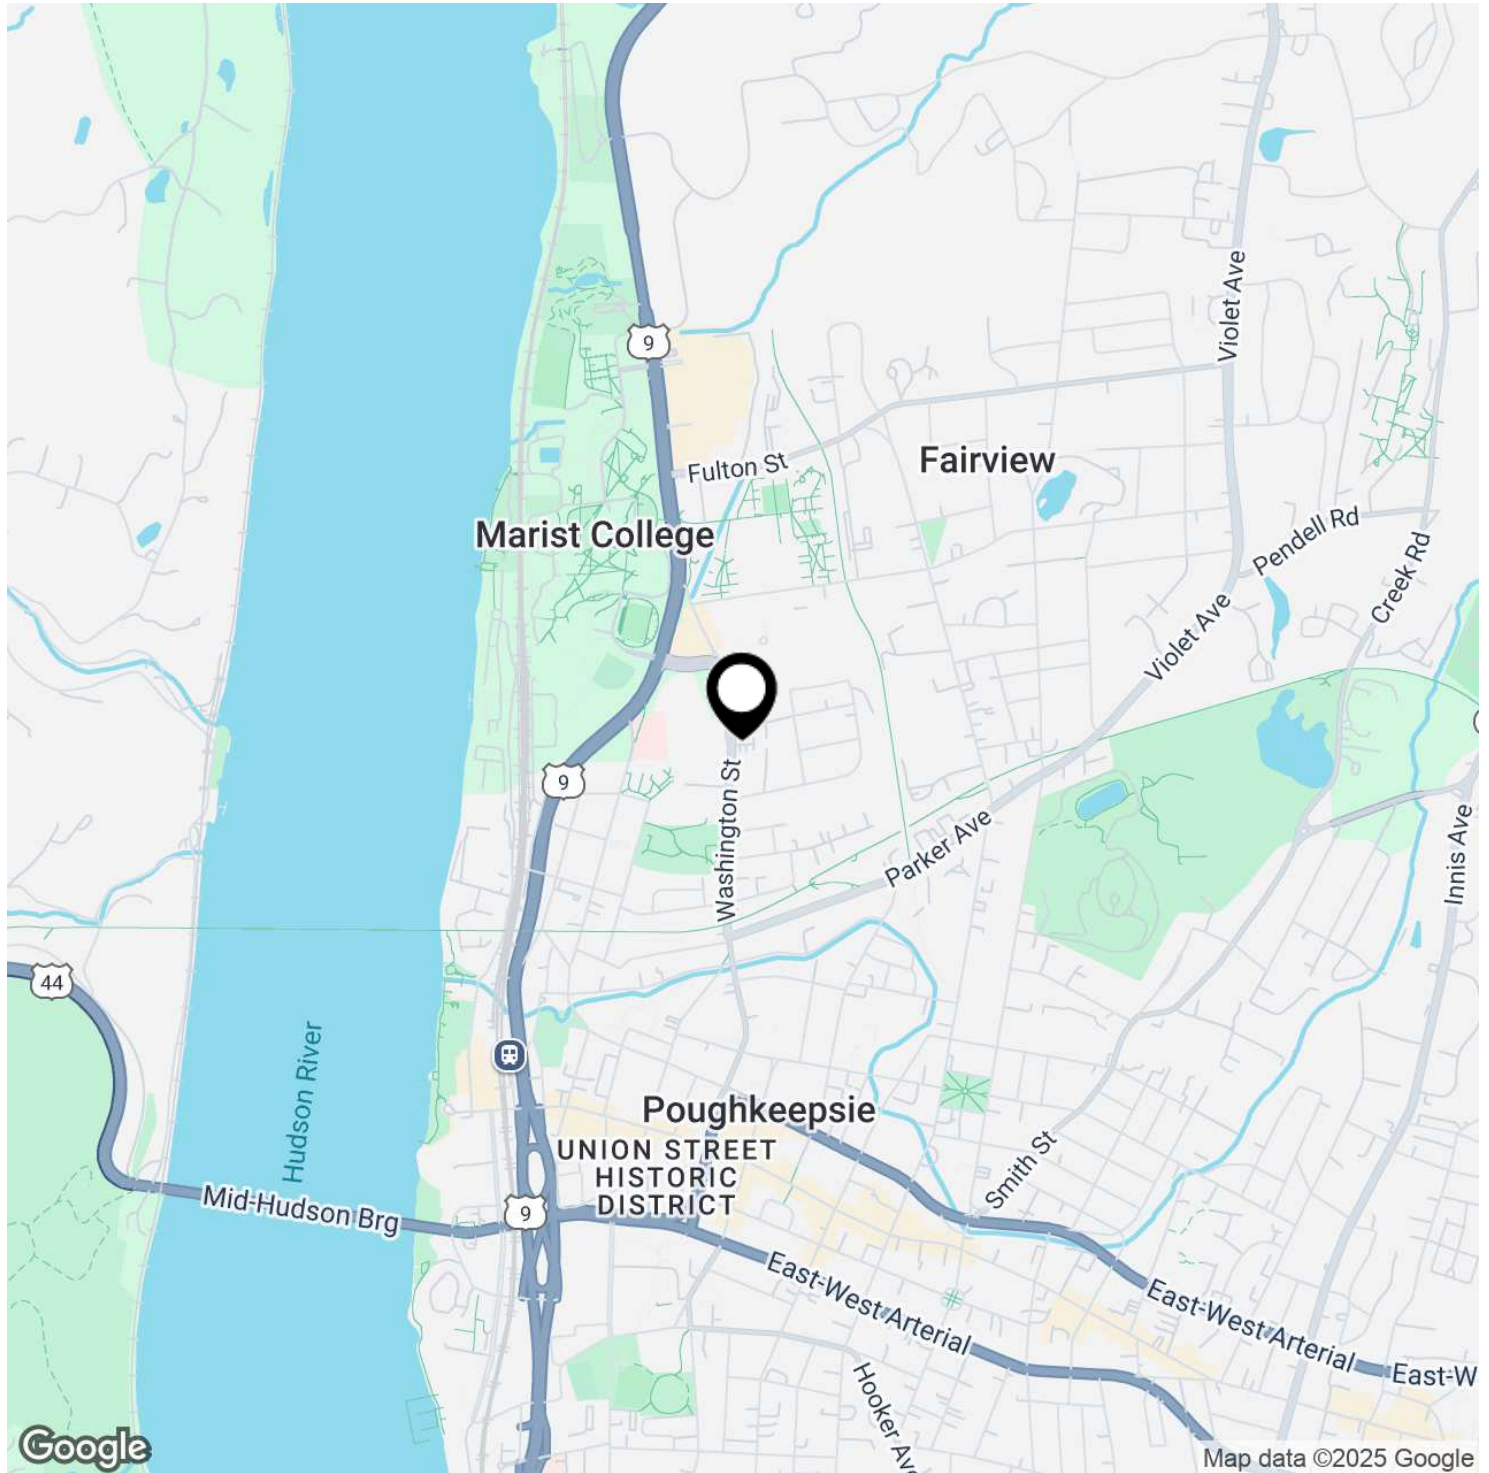 Violet Ave
9
Fulton St
Fairview
Marist College
Pendell Rd
Creek Rd
Violet Ave
9
Washington St
Parker Ave
Innis Ave
44
Hudson River
Poughkeepsie
UNION STREET
HISTORIC
DISTRICT
Smith St
Mid-Hudson Brg
9
East-West Arterial
East-West Arterial
East-W
Hooker Av
Google
Map data ©2025 Google